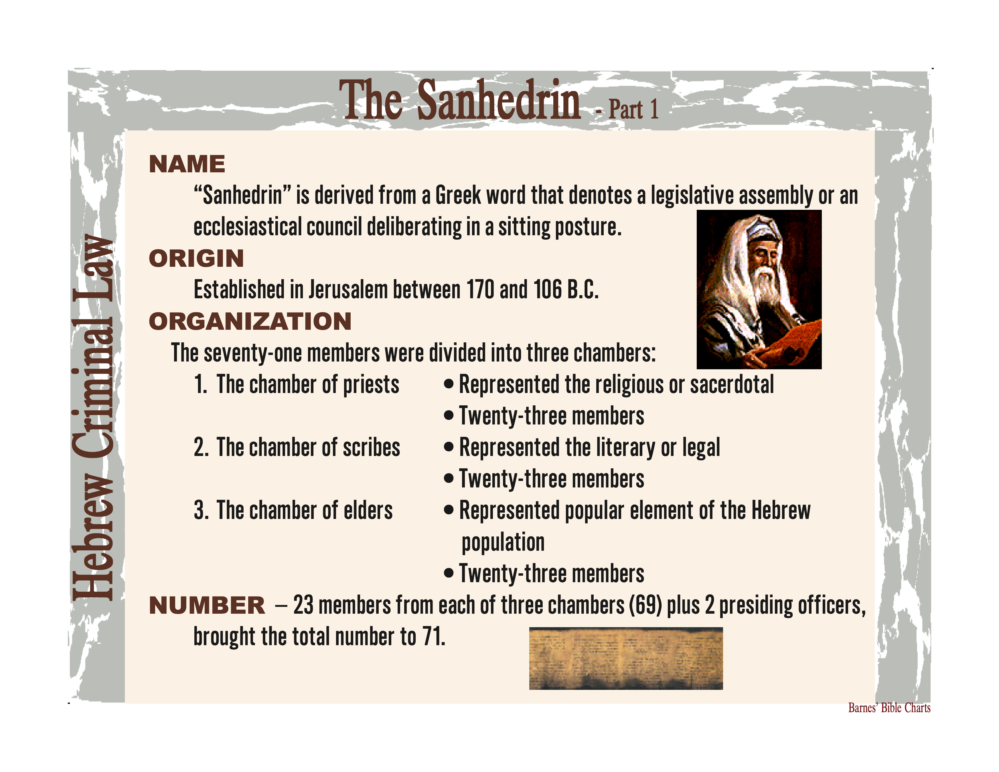 The Sanhedrin - Part 1
Hebrew Criminal Law
NAME
“Sanhedrin” is derived from a Greek word that denotes a legislative assembly or an
ecclesiastical council deliberating in a sitting posture.
ORIGIN
Established in Jerusalem between 170 and 106 B.C.
ORGANIZATION
The seventy-one members were divided into three chambers:
1. The chamber of priests • Represented the religious or sacerdotal
• Twenty-three members
2. The chamber of scribes • Represented the literary or legal
• Twenty-three members
3. The chamber of elders • Represented popular element of the Hebrew
population
• Twenty-three members
NUMBER – 23 members from each of three chambers (69) plus 2 presiding officers,
brought the total number to 71.
Barnes’ Bible Charts